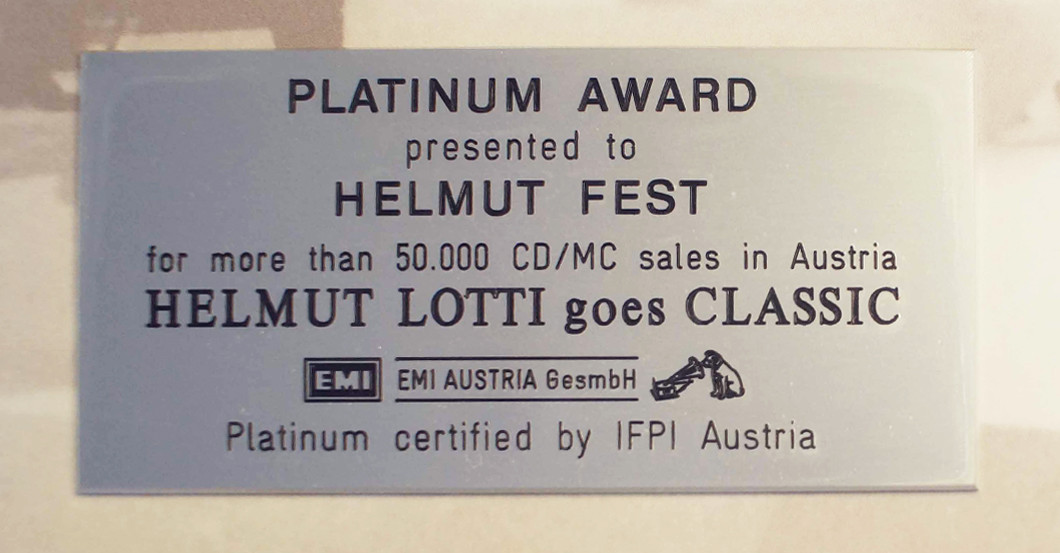 PLATINUM AWARD
presented to
HELMUT FEST
for more than 50.000 CD/MC sales in Austria
HELMUT LOTTI goes CLASSIC
EMI EMI AUSTRIA GesmbH
Platinum certified by IFPI Austria